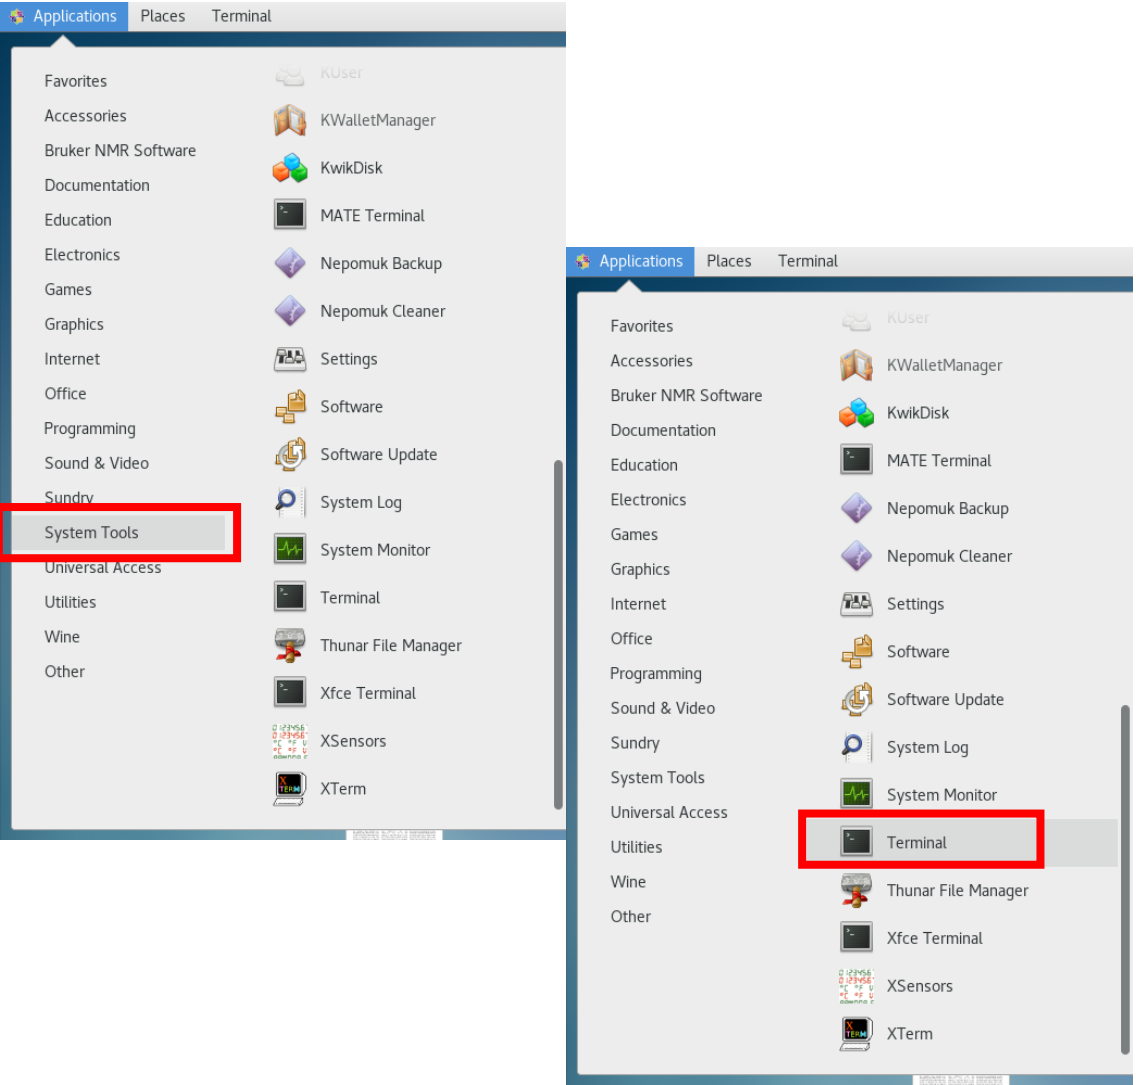 Applications Places Terminal
Favorites
Accessories
Bruker NMR Software
Documentation
Education
Electronics
Games
Graphics
Internet
Office
Programming
Sound & Video
Sundry
System Tools
Universal Access
Utilities
Wine
Other
KUser
KWalletManager
KwikDisk
MATE Terminal
Nepomuk Backup
Nepomuk Cleaner
Settings
Software
Software Update
System Log
System Monitor
Terminal
Thunar File Manager
Xfce Terminal
XSensors
XTerm
Applications Places Terminal
Favorites
Accessories
Bruker NMR Software
Documentation
Education
Electronics
Games
Graphics
Internet
Office
Programming
Sound & Video
Sundry
System Tools
Universal Access
Utilities
Wine
Other
KUser
KWalletManager
KwikDisk
MATE Terminal
Nepomuk Backup
Nepomuk Cleaner
Settings
Software
Software Update
System Log
System Monitor
Terminal
Thunar File Manager
Xfce Terminal
XSensors
XTerm